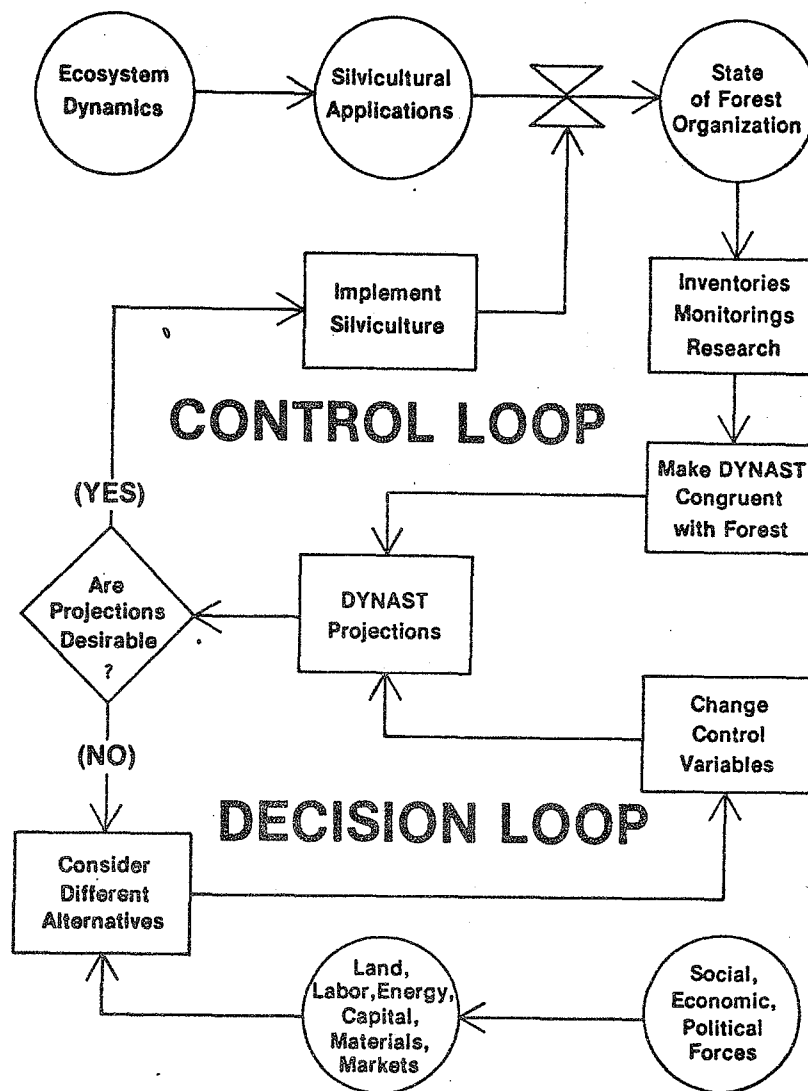 Ecosystem
Dynamics
Silvicultural
Applications
State
of Forest
Organization
Implement
Silviculture
Inventories
Monitorings
Research
CONTROL LOOP
(YES)
Make DYNAST
Congruent
with Forest
Are
Projections
Desirable
?
DYNAST
Projections
Change
Control
Variables
(NO)
DECISION LOOP
Consider
Different
Alternatives
Land,
Labor,Energy,
Capital,
Materials,
Markets
Social,
Economic,
Political
Forces